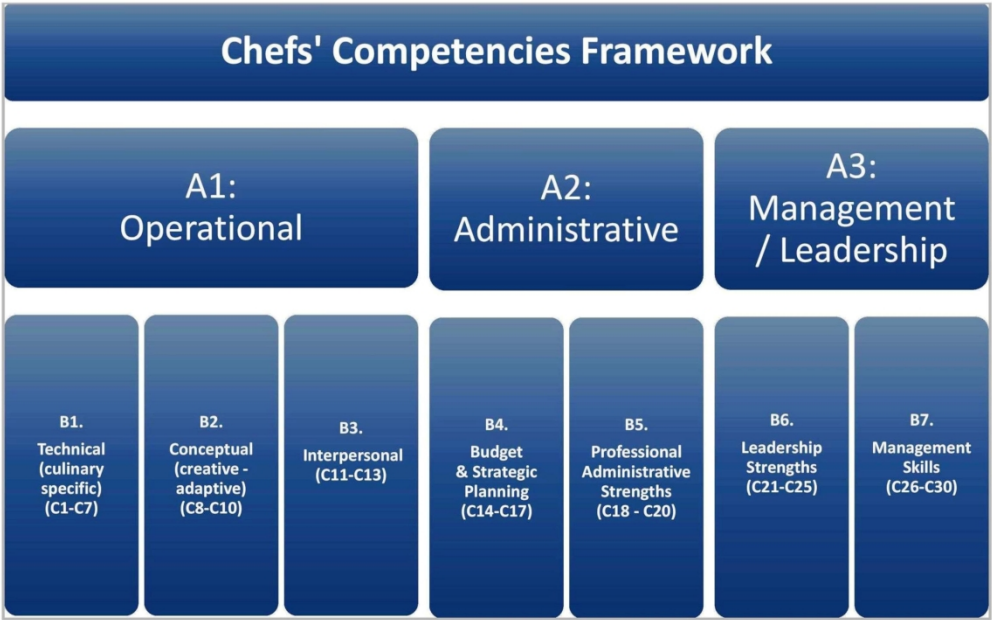 Chefs' Competencies Framework
A1:
Operational
A2:
Administrative
A3:
Management
/ Leadership
B1.
Technical
(culinary
specific)
(C1-C7)
B2.
Conceptual
(creative -
adaptive)
(C8-C10)
B3.
Interpersonal
(C11-C13)
B4.
Budget
& Strategic
Planning
(C14-C17)
B5.
Professional
Administrative
Strengths
(C18 - C20)
B6.
Leadership
Strengths
(C21-C25)
B7.
Management
Skills
(C26-C30)